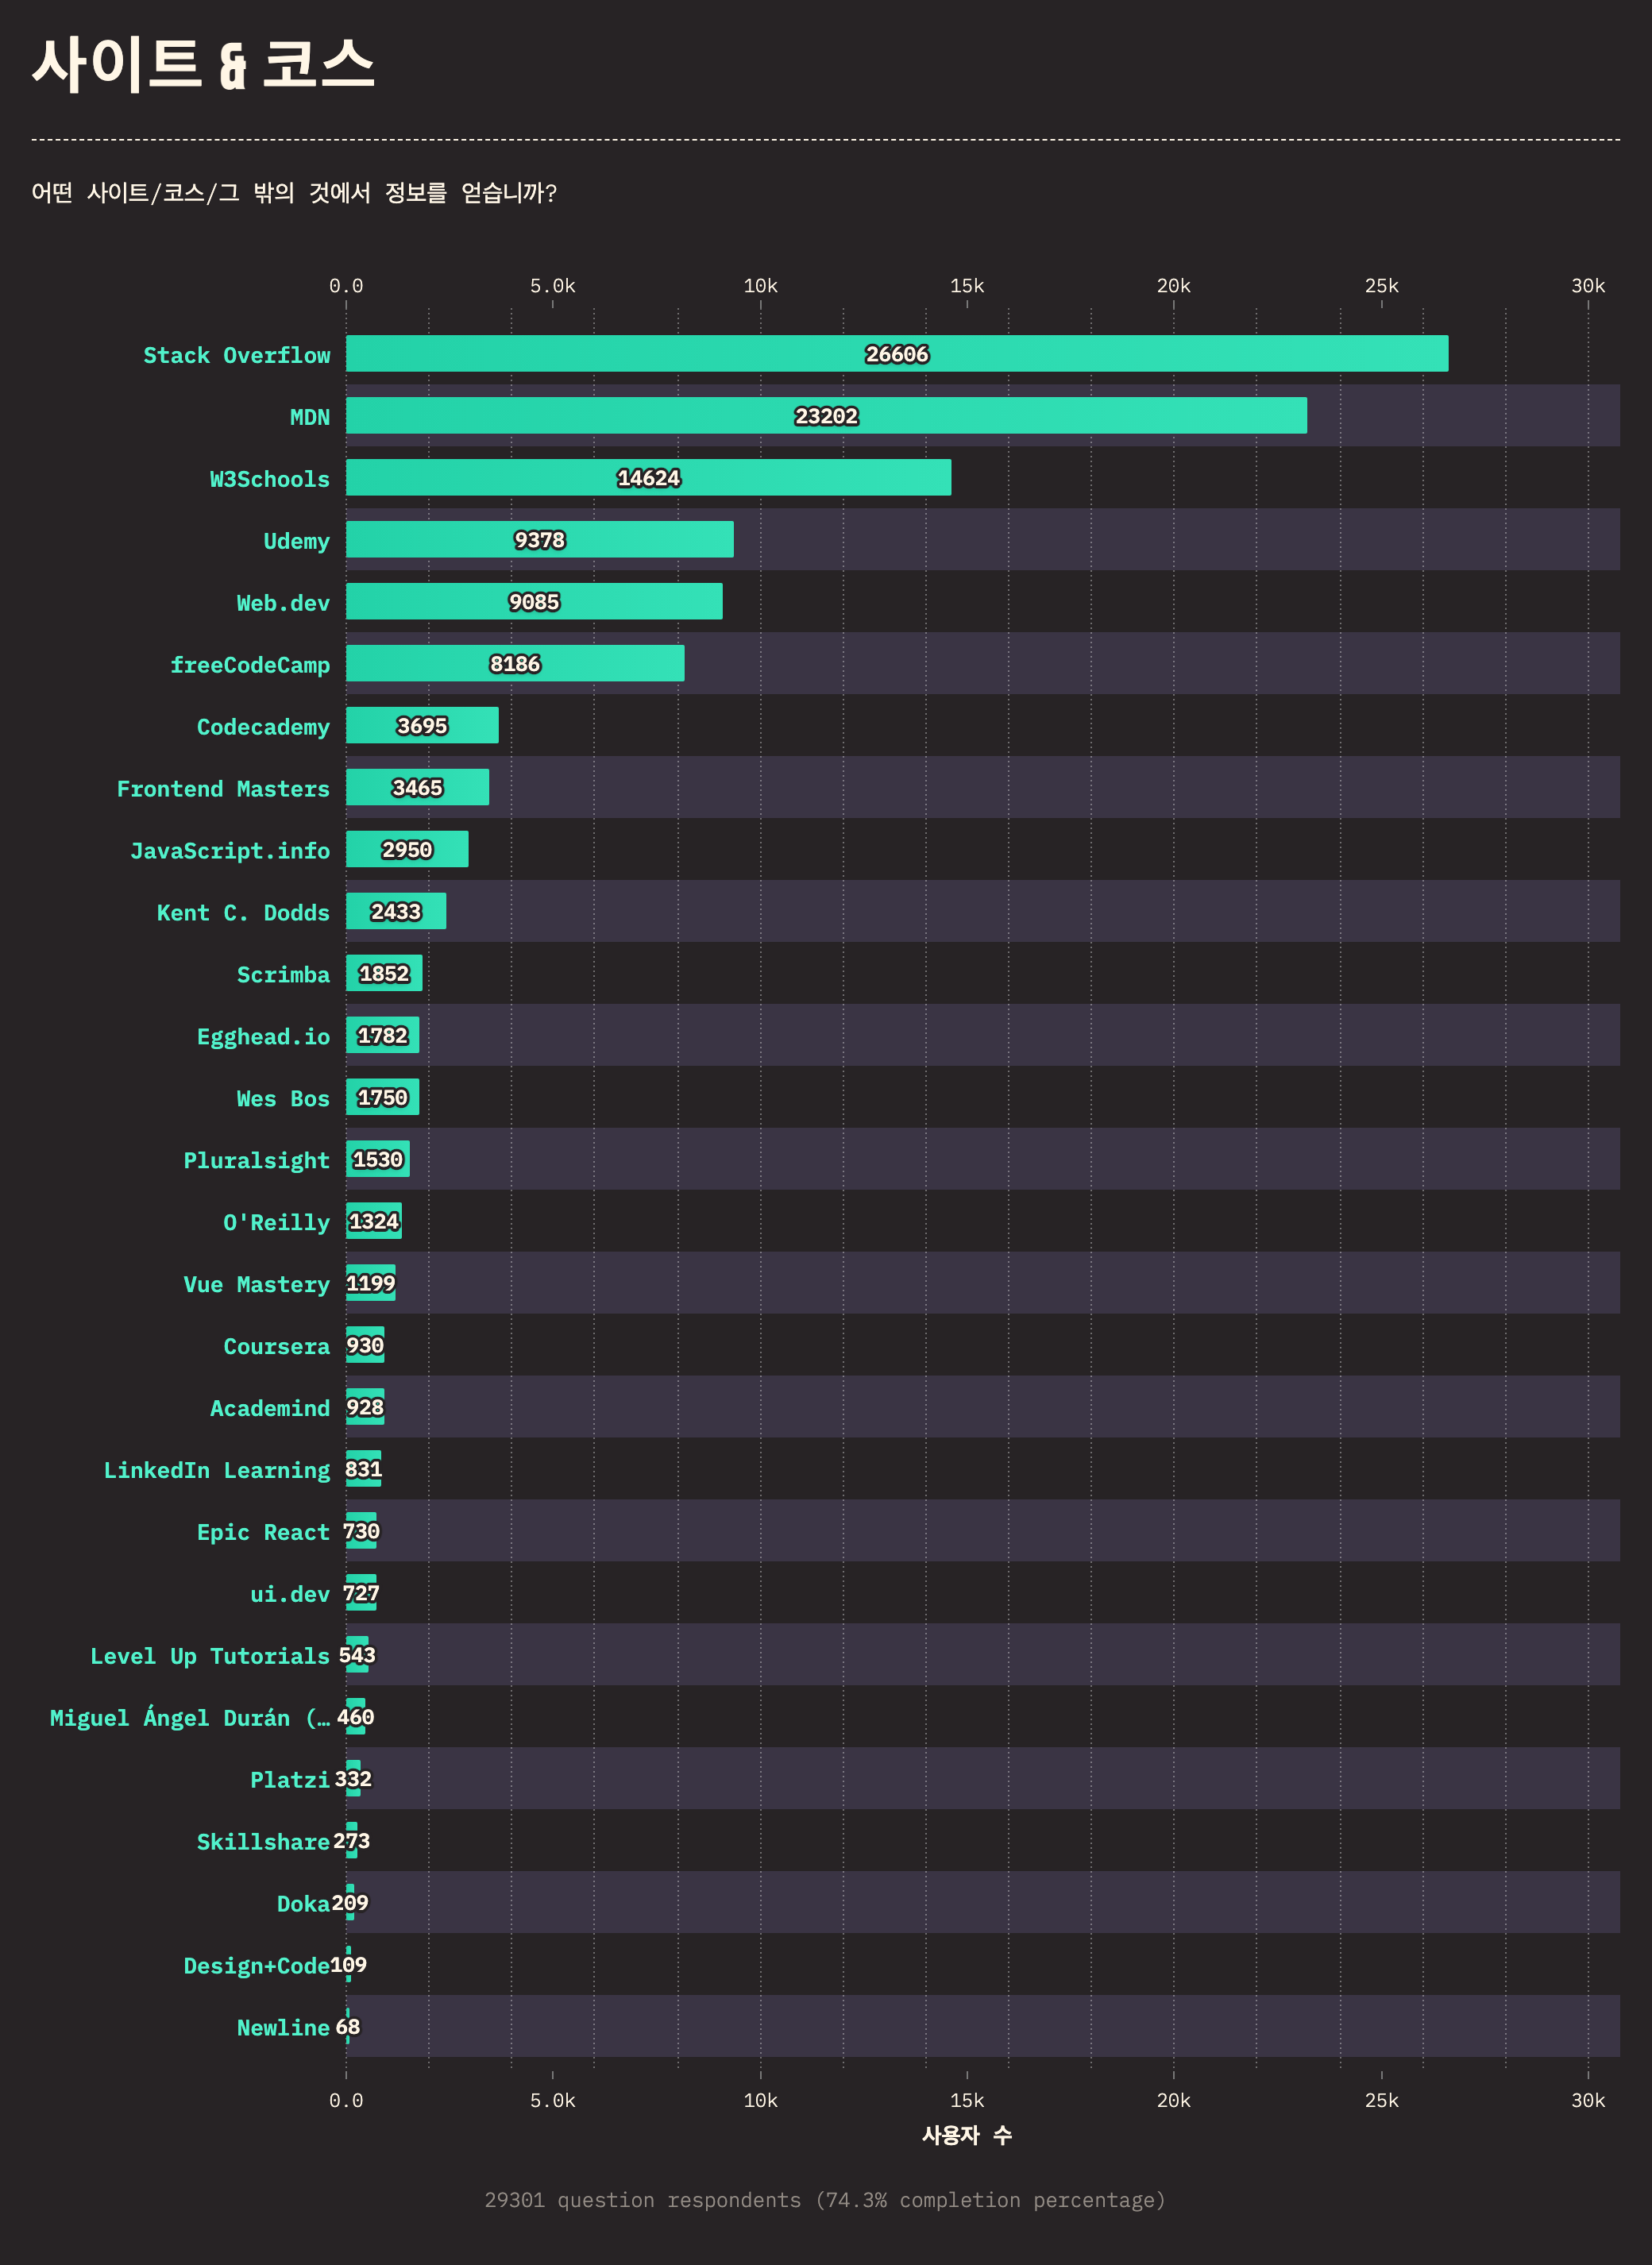 사이트 & 코스
어떤 사이트/코스/그 밖의 것에서 정보를 얻습니까?
0.0 5.0k 10k 15k 20k 25k 30k
Stack Overflow 26606
MDN 23202
W3Schools 14624
Udemy 9378
Web.dev 9085
freeCodeCamp 8186
Codecademy 3695
Frontend Masters 3465
JavaScript.info 2950
Kent C. Dodds 2433
Scrimba 1852
Egghead.io 1782
Wes Bos 1750
Pluralsight 1530
O'Reilly 1324
Vue Mastery 1199
Coursera 930
Academind 928
LinkedIn Learning 831
Epic React 730
ui.dev 727
Level Up Tutorials 543
Miguel Ángel Durán (… 460
Platzi 332
Skillshare 273
Doka 209
Design+Code 109
Newline 68
0.0 5.0k 10k 15k 20k 25k 30k
사용자 수
29301 question respondents (74.3% completion percentage)